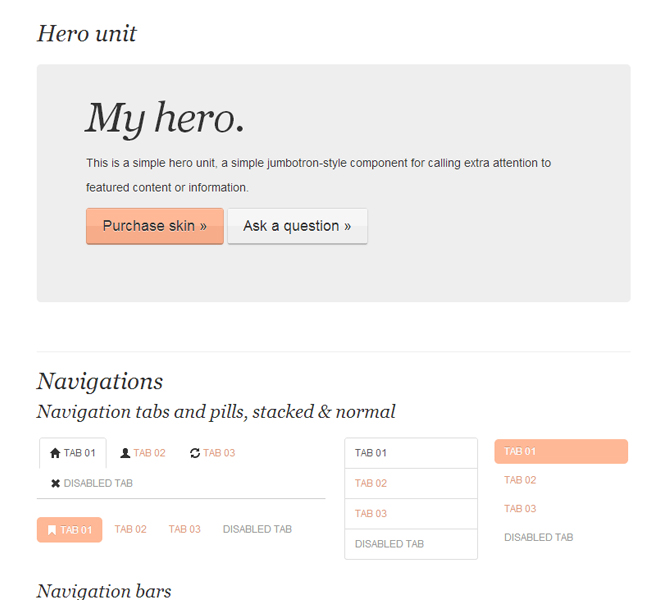 Hero unit
My hero.
This is a simple hero unit, a simple jumbotron-style component for calling extra attention to
featured content or information.
Purchase skin »
Ask a question »
Navigations
Navigation tabs and pills, stacked & normal
TAB 01
TAB 02
TAB 03
DISABLED TAB
TAB 01
TAB 02
TAB 03
DISABLED TAB
TAB 01
TAB 02
TAB 03
DISABLED TAB
TAB 01
TAB 02
TAB 03
DISABLED TAB
Navigation bars